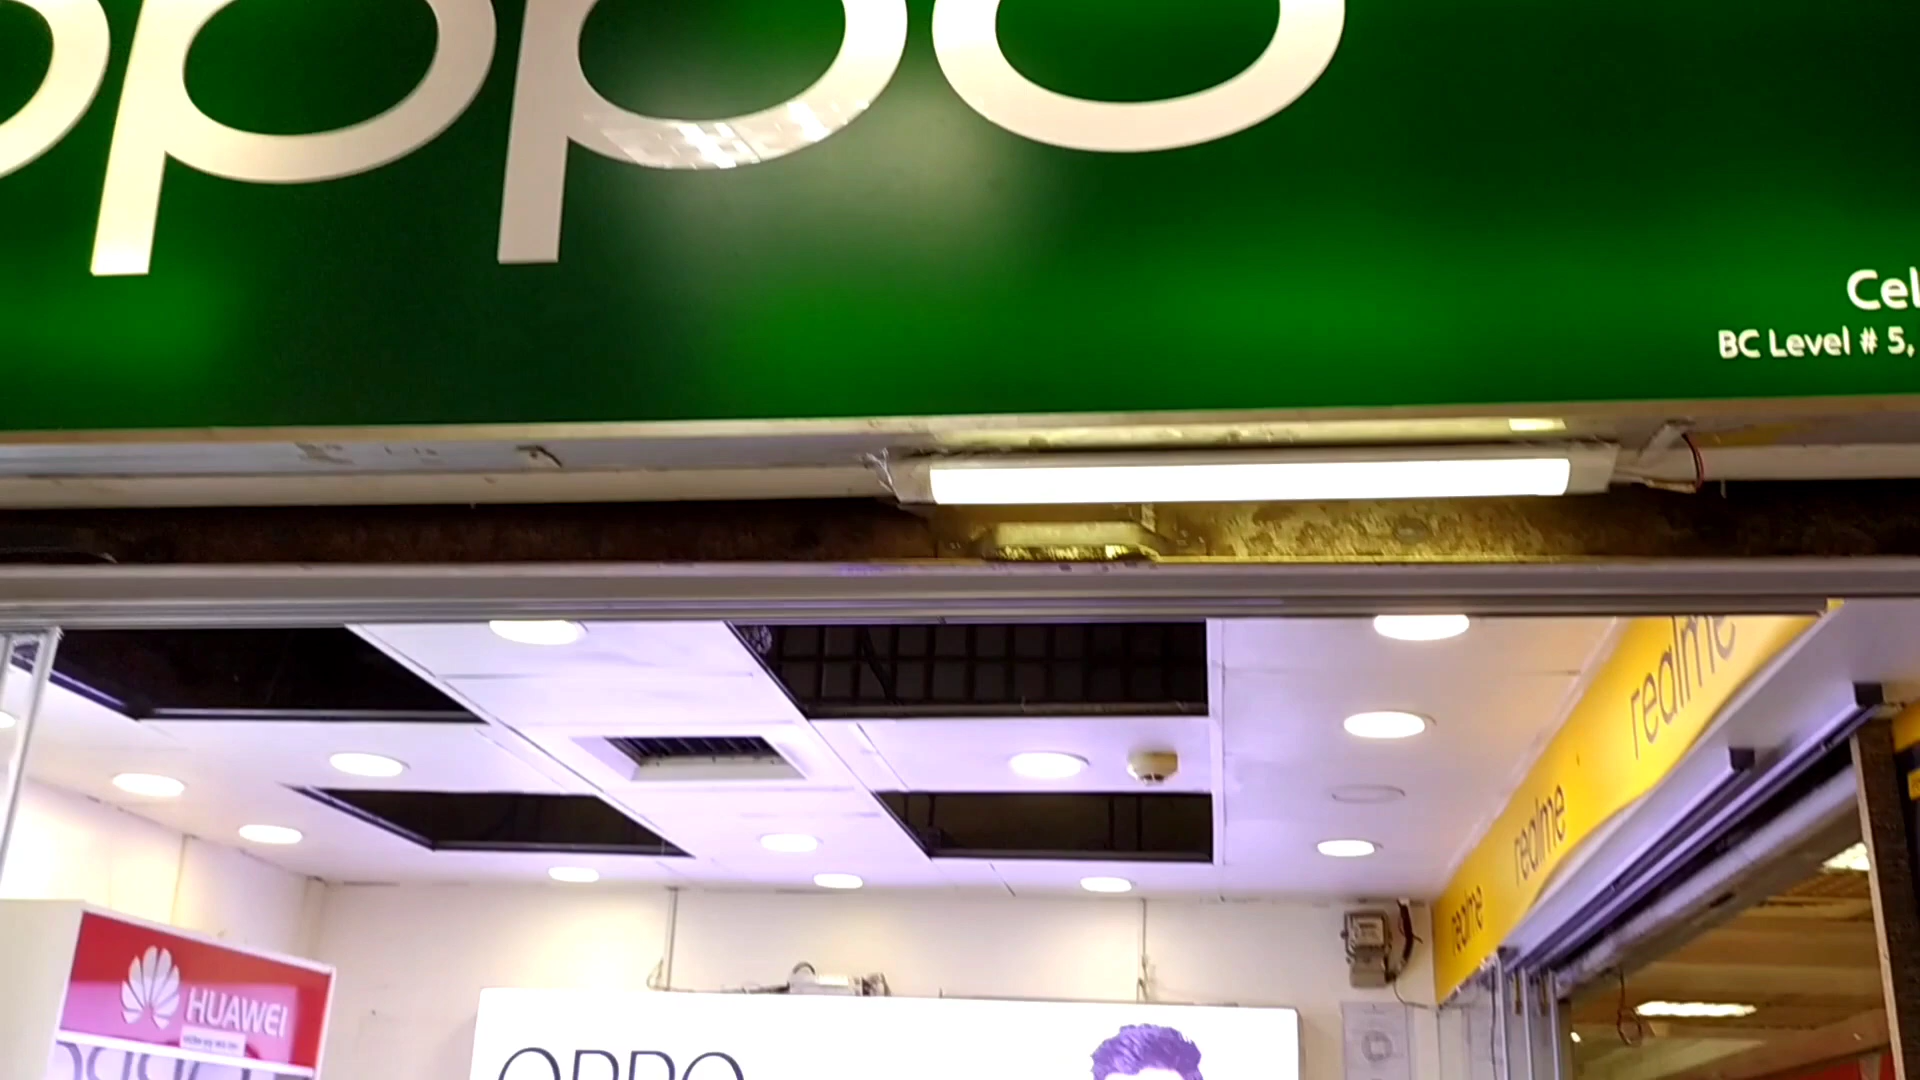 oppo
Cel
BC Level # 5,
realme
realme
realme
HUAWEI
OPPO